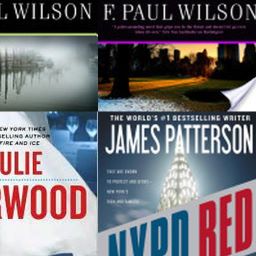 L WILSON
F. PAUL WILSON
NEW YORK TIMES
SELLING AUTHOR
FIRE AND ICE
ULIE
RWOOD
THE WORLD'S #1 BESTSELLING WRITER
JAMES PATTERSON
NYPD RED